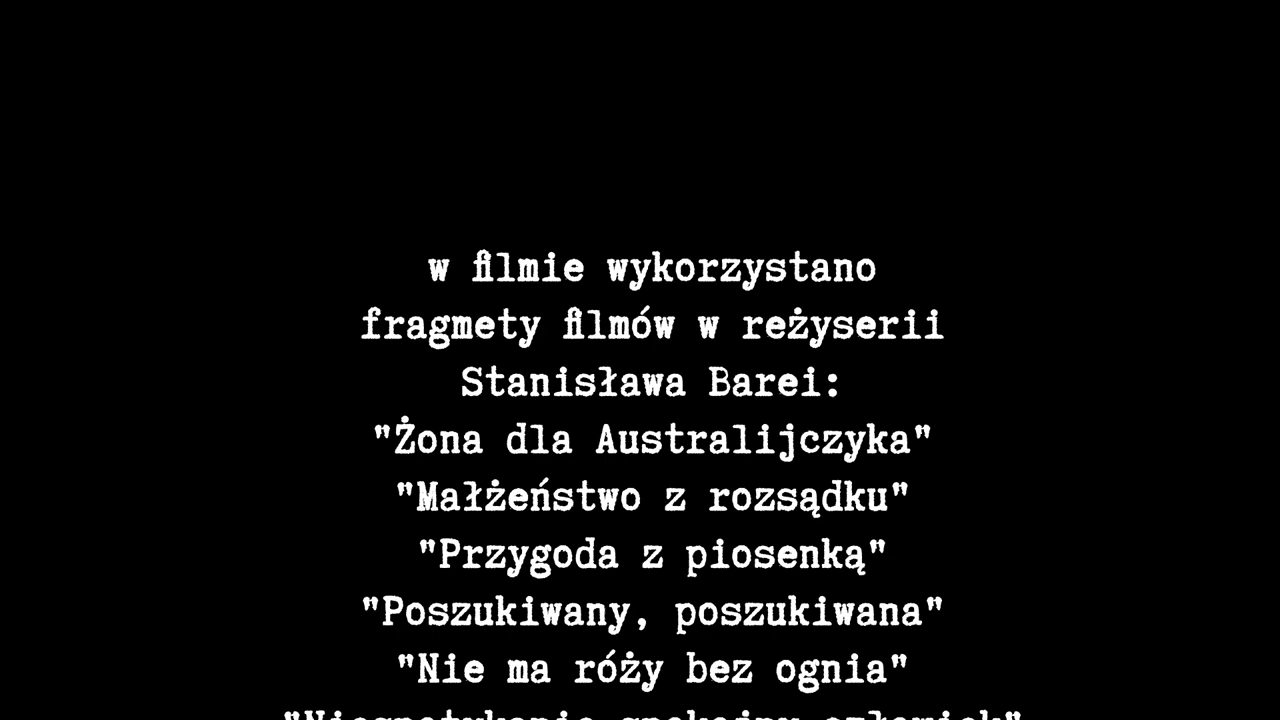 w filmie wykorzystano
fragmety filmów w reżyserii
Stanisława Barei:
"Żona dla Australijczyka"
"Małżeństwo z rozsądku"
"Przygoda z piosenką"
"Poszukiwany, poszukiwana"
"Nie ma róży bez ognia"